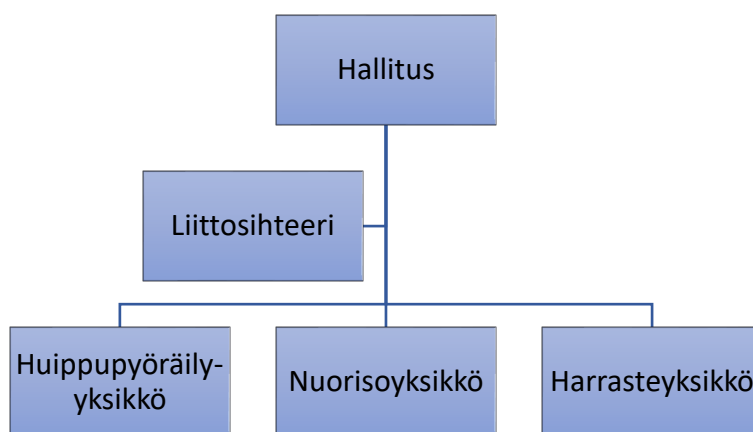 Hallitus
Liittosihteeri
Huippupyöräily-
yksikkö
Nuorisoyksikkö
Harrasteyksikkö